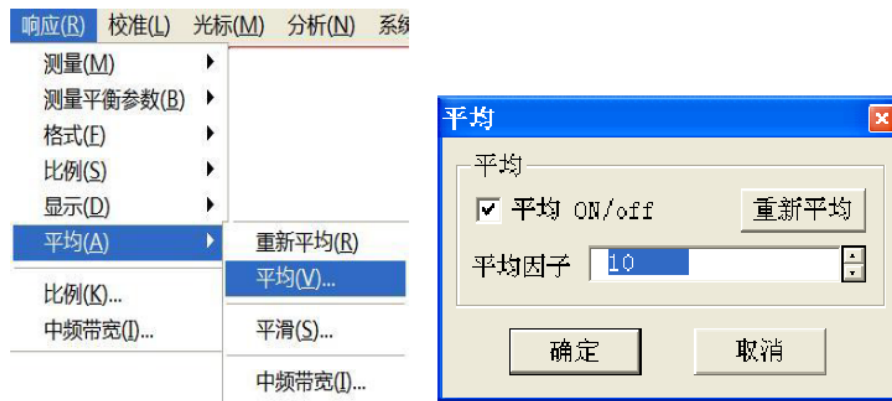 响应(R) 校准(L) 光标(M) 分析(N) 系统
测量(M)
测量平衡参数(B)
格式(F)
比例(S)
显示(D)
平均(A)
比例(K)...
中频带宽(I)...
重新平均(R)
平均(V)...
平滑(S)...
中频带宽(I)...
平均
平均
平均 ON/off
重新平均
平均因子 10
确定 取消